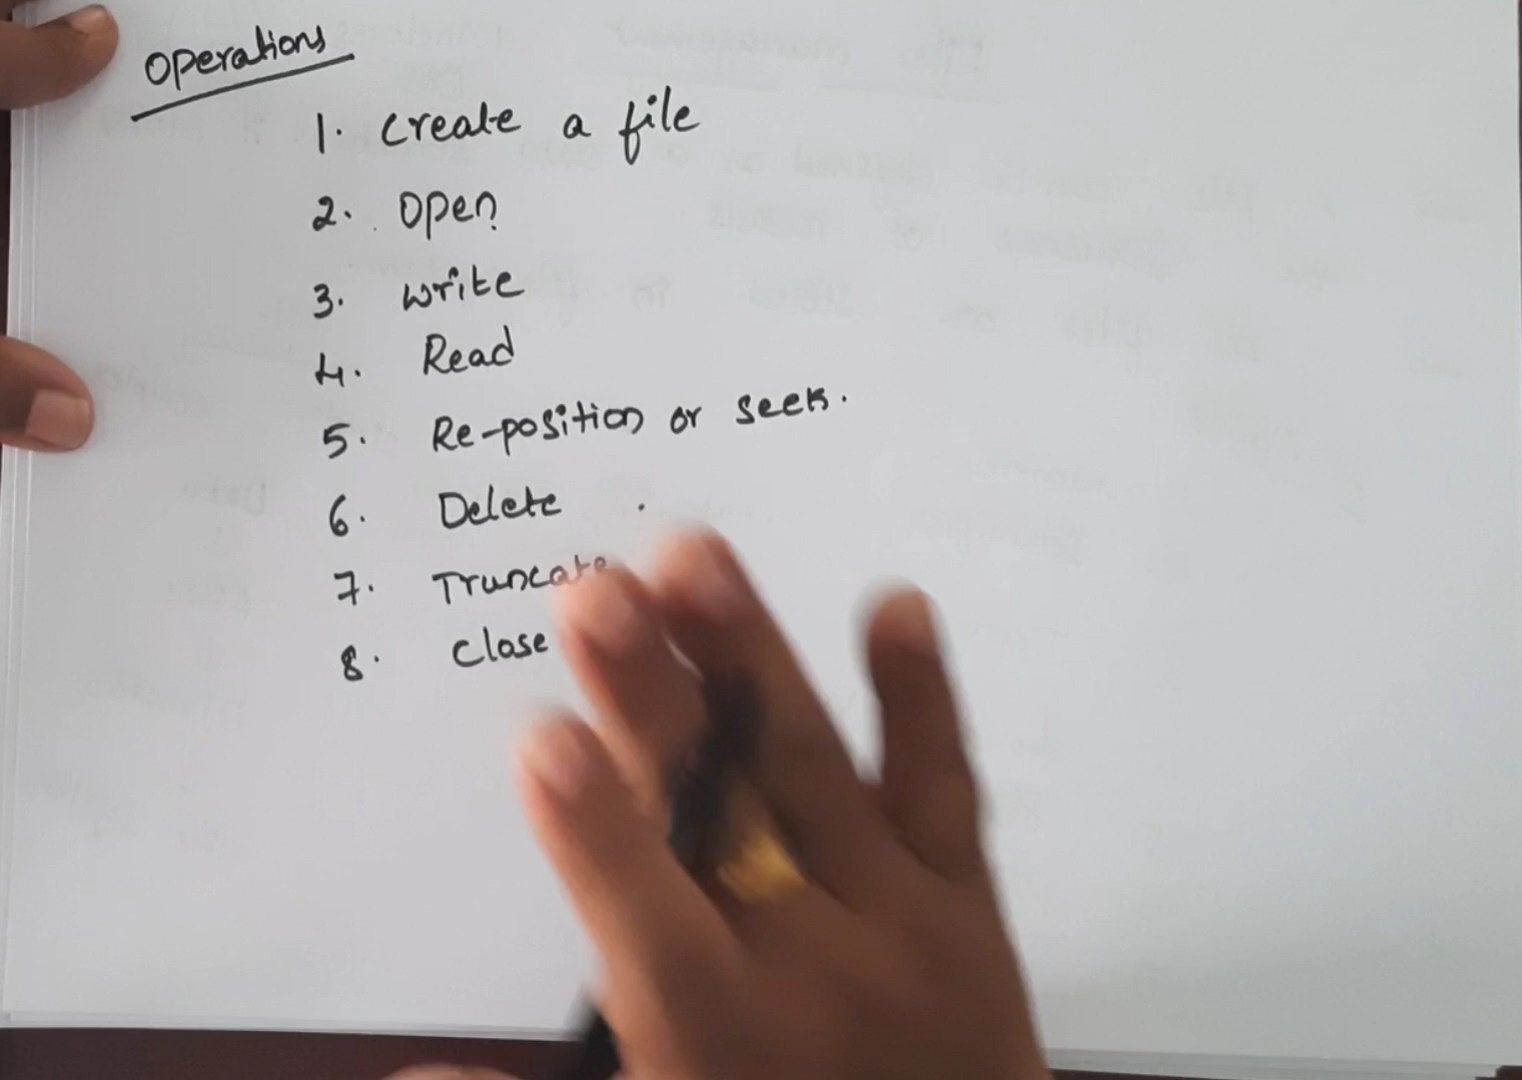 Operations
1. Create a file
2. Open
3. Write
4. Read
5. Re-position or seek.
6. Delete
7. Truncate
8. Close